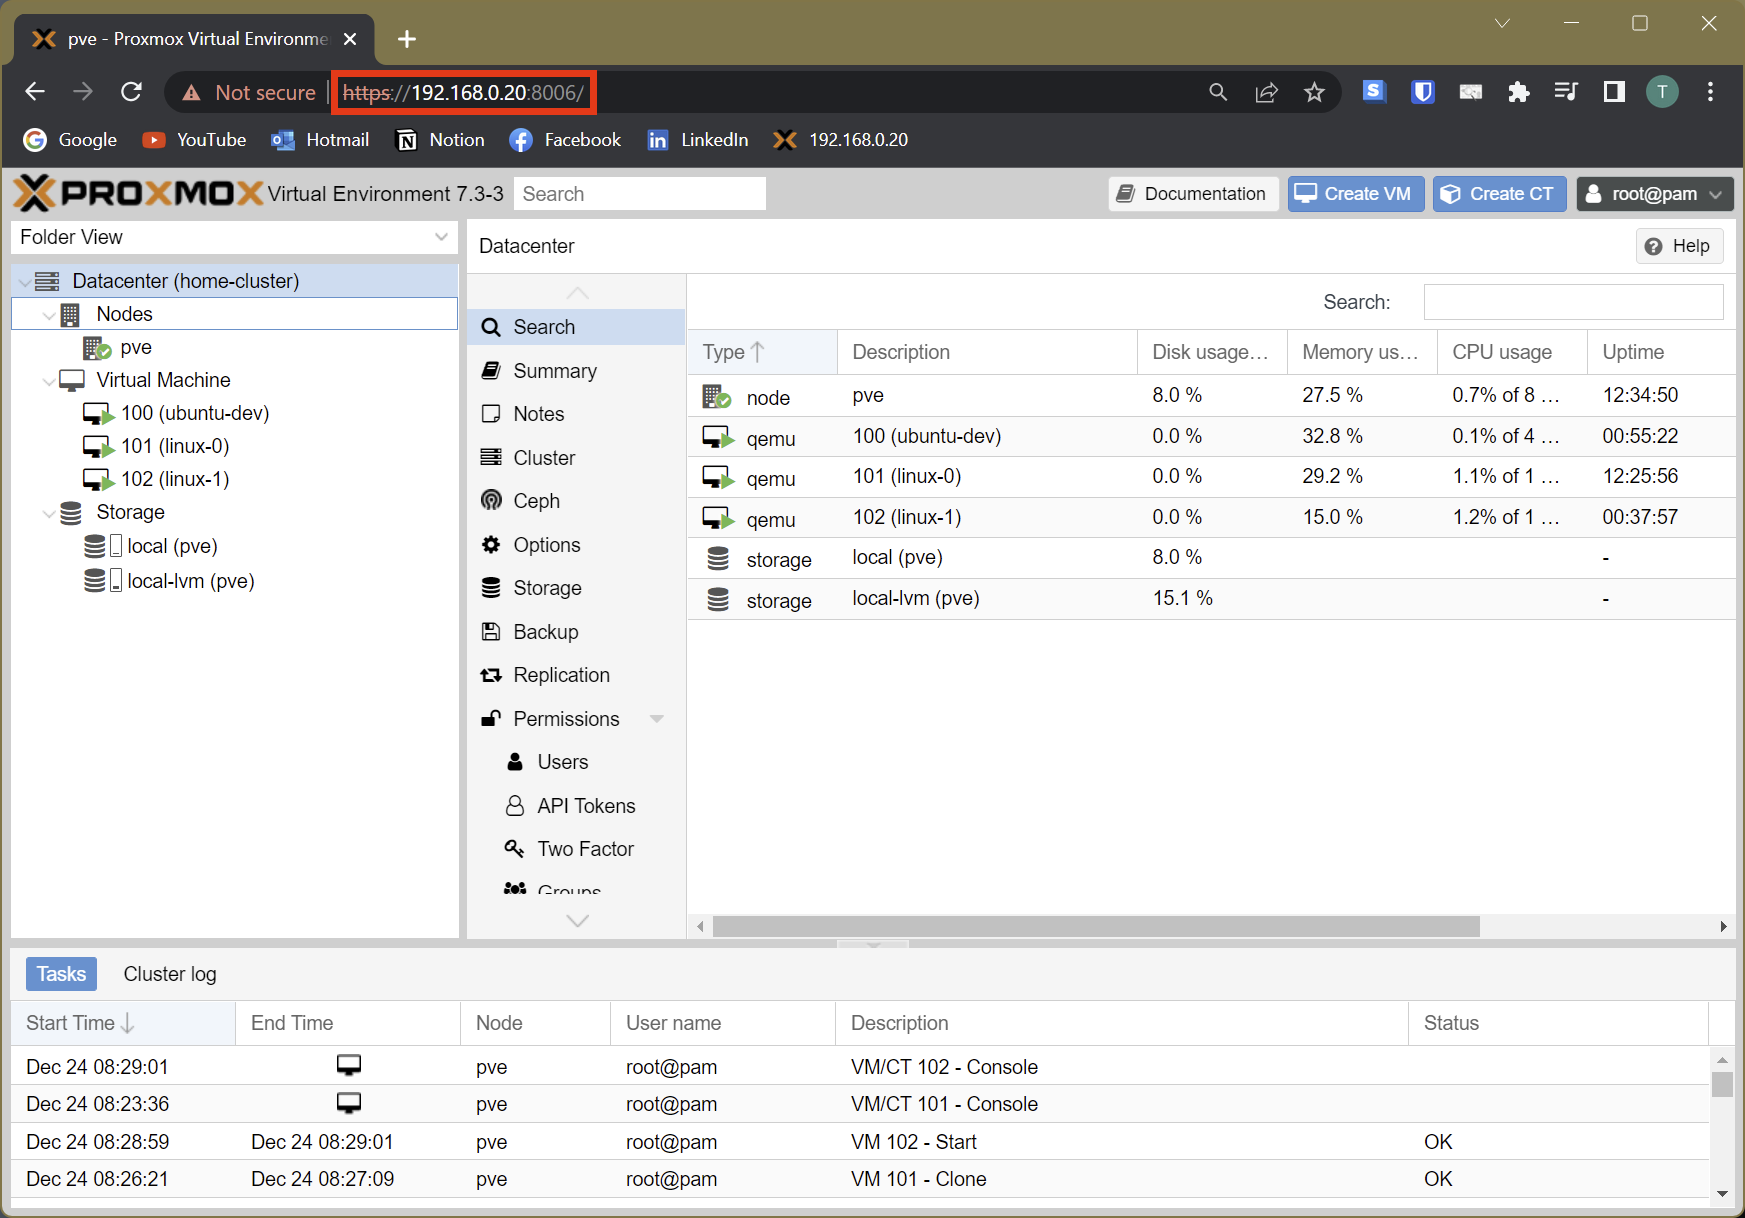 pve - Proxmox Virtual Environme
Not secure
https://192.168.0.20:8006/
S
T
Google
YouTube
Hotmail
Notion
Facebook
LinkedIn
192.168.0.20
PROXMOX Virtual Environment 7.3-3
Search
Documentation
Create VM
Create CT
root@pam
Folder View
Datacenter (home-cluster)
Nodes
pve
Virtual Machine
100 (ubuntu-dev)
101 (linux-0)
102 (linux-1)
Storage
local (pve)
local-lvm (pve)
Datacenter
Help
Search
Summary
Notes
Cluster
Ceph
Options
Storage
Backup
Replication
Permissions
Users
API Tokens
Two Factor
Groups
Search:
Type Description Disk usage... Memory us... CPU usage Uptime
node pve 8.0 % 27.5 % 0.7% of 8 ... 12:34:50
qemu 100 (ubuntu-dev) 0.0 % 32.8 % 0.1% of 4 ... 00:55:22
qemu 101 (linux-0) 0.0 % 29.2 % 1.1% of 1 ... 12:25:56
qemu 102 (linux-1) 0.0 % 15.0 % 1.2% of 1 ... 00:37:57
storage local (pve) 8.0 % -
storage local-lvm (pve) 15.1 % -
Tasks
Cluster log
Start Time End Time Node User name Description Status
Dec 24 08:29:01 pve root@pam VM/CT 102 - Console
Dec 24 08:23:36 pve root@pam VM/CT 101 - Console
Dec 24 08:28:59 Dec 24 08:29:01 pve root@pam VM 102 - Start OK
Dec 24 08:26:21 Dec 24 08:27:09 pve root@pam VM 101 - Clone OK